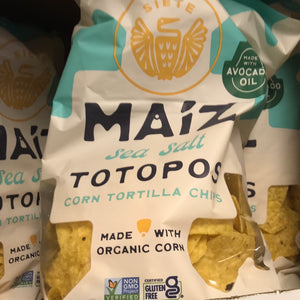 SIETE
MADE WITH
AVOCADO
OIL
MAÍZ
sea salt
TOTOPOS
CORN TORTILLA CHIPS
MADE WITH
ORGANIC CORN
NON
GMO
Project
VERIFIED
CERTIFIED
GLUTEN
FREE